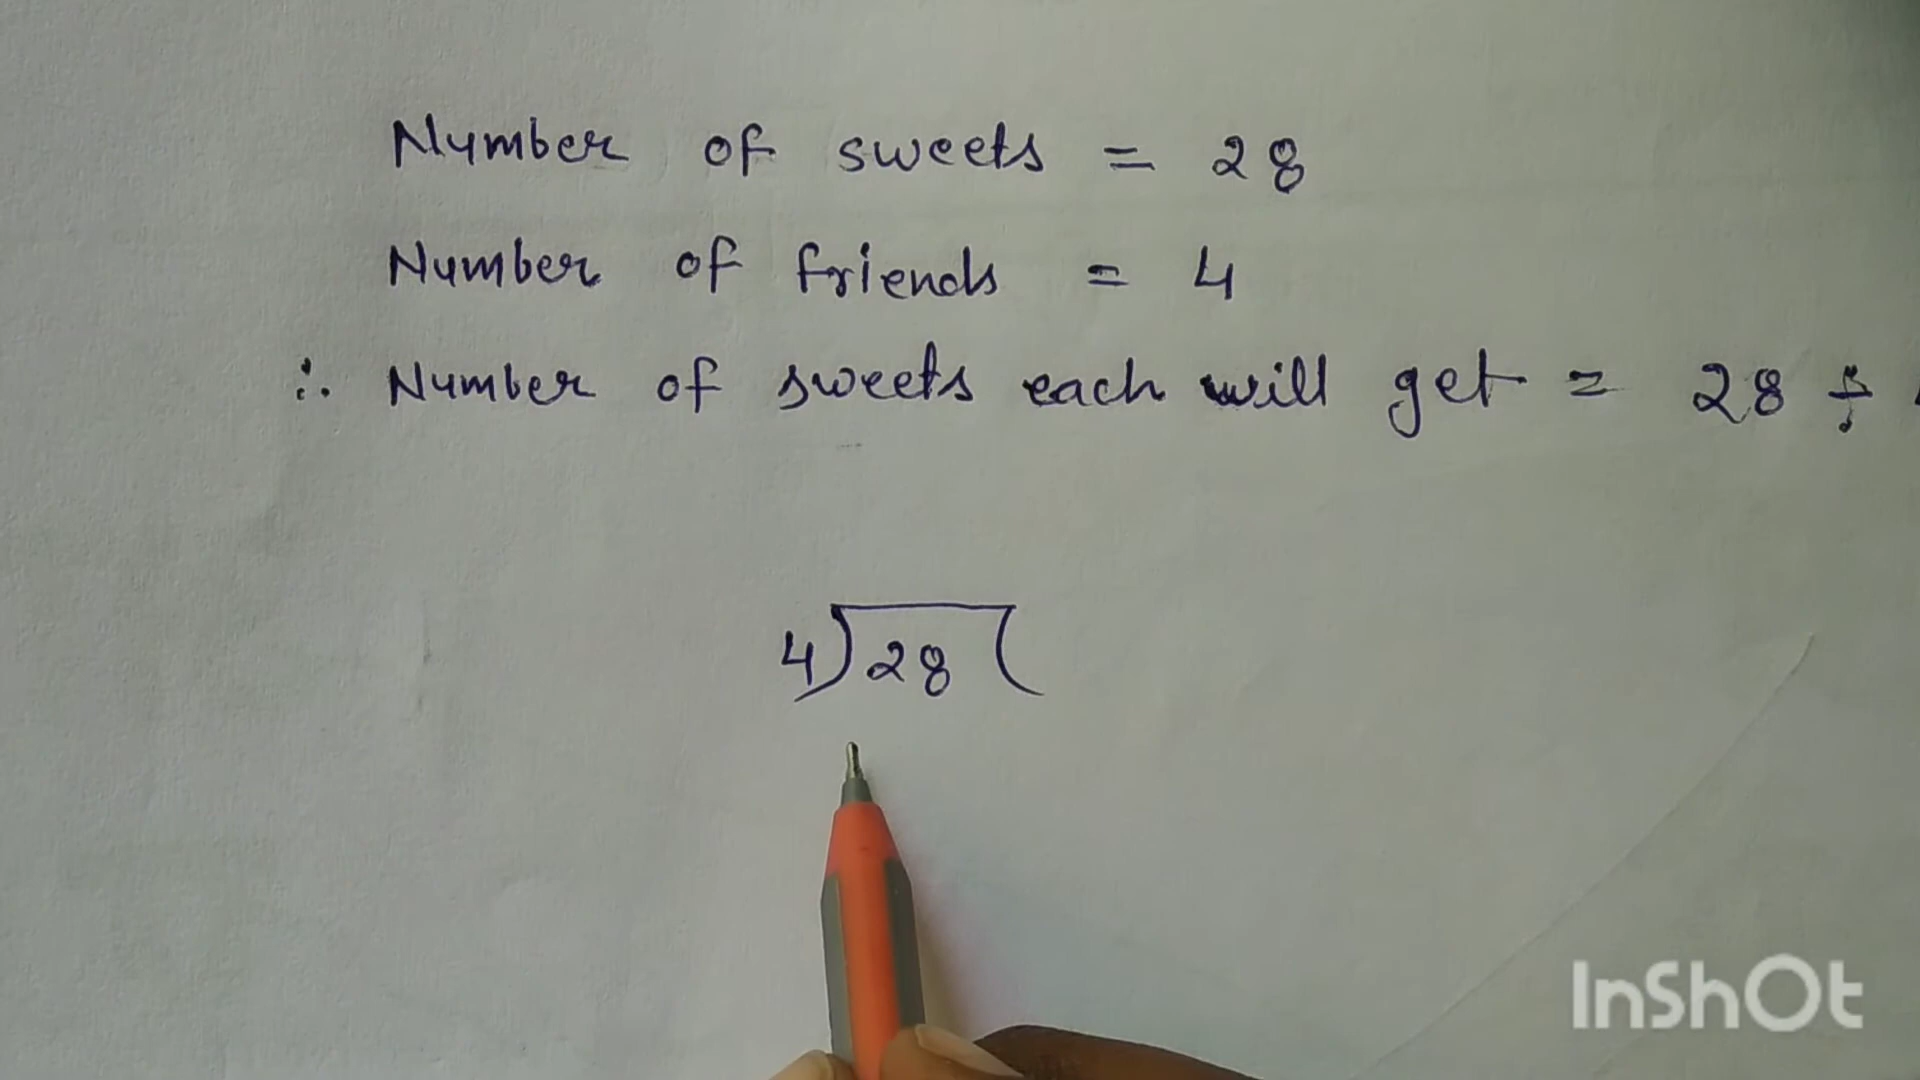 Number of sweets = 28
Number of friends = 4
∴ Number of sweets each will get = 28 ÷
4)28(
InShOt